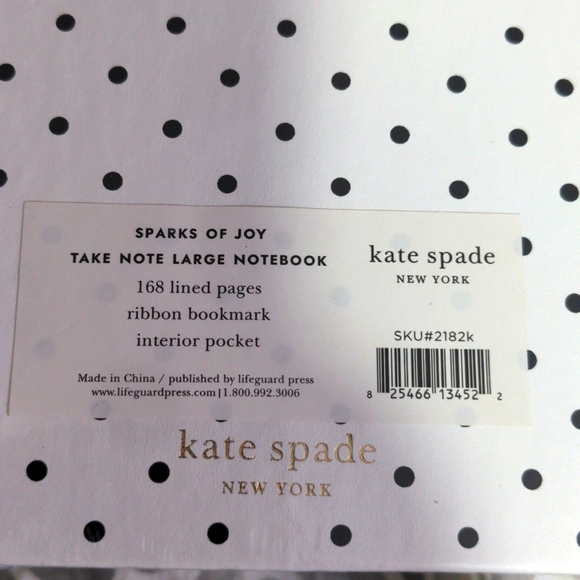 SPARKS OF JOY
TAKE NOTE LARGE NOTEBOOK
168 lined pages
ribbon bookmark
interior pocket
Made in China / published by lifeguard press
www.lifeguardpress.com | 1.800.992.3006
kate spade
NEW YORK
SKU#2182k
8 25466 13452 2
kate spade
NEW YORK